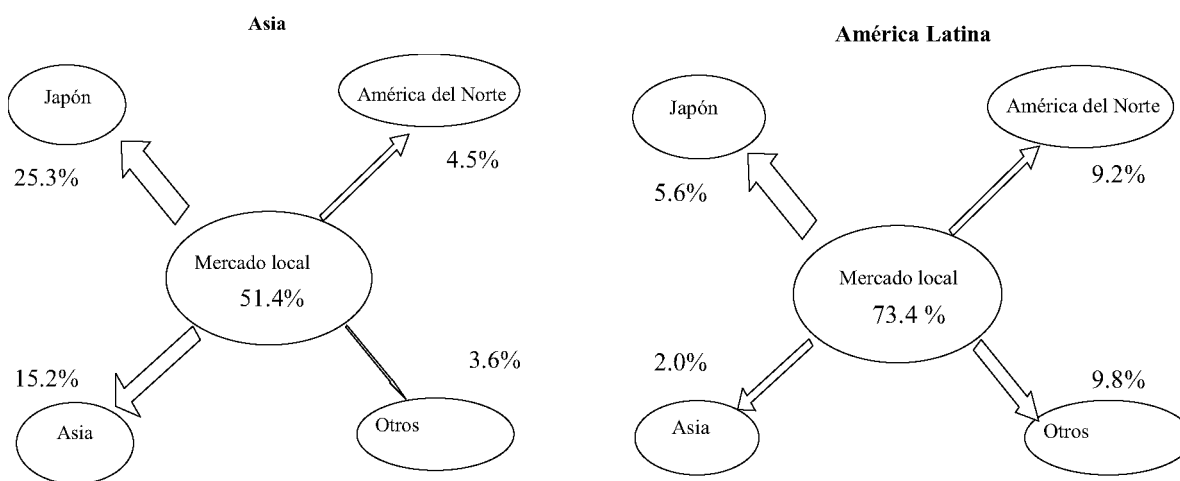 Asia
Japón
América del Norte
25.3%
4.5%
Mercado local
51.4%
15.2%
3.6%
Asia
Otros
América Latina
Japón
América del Norte
5.6%
9.2%
Mercado local
73.4 %
2.0%
9.8%
Asia
Otros